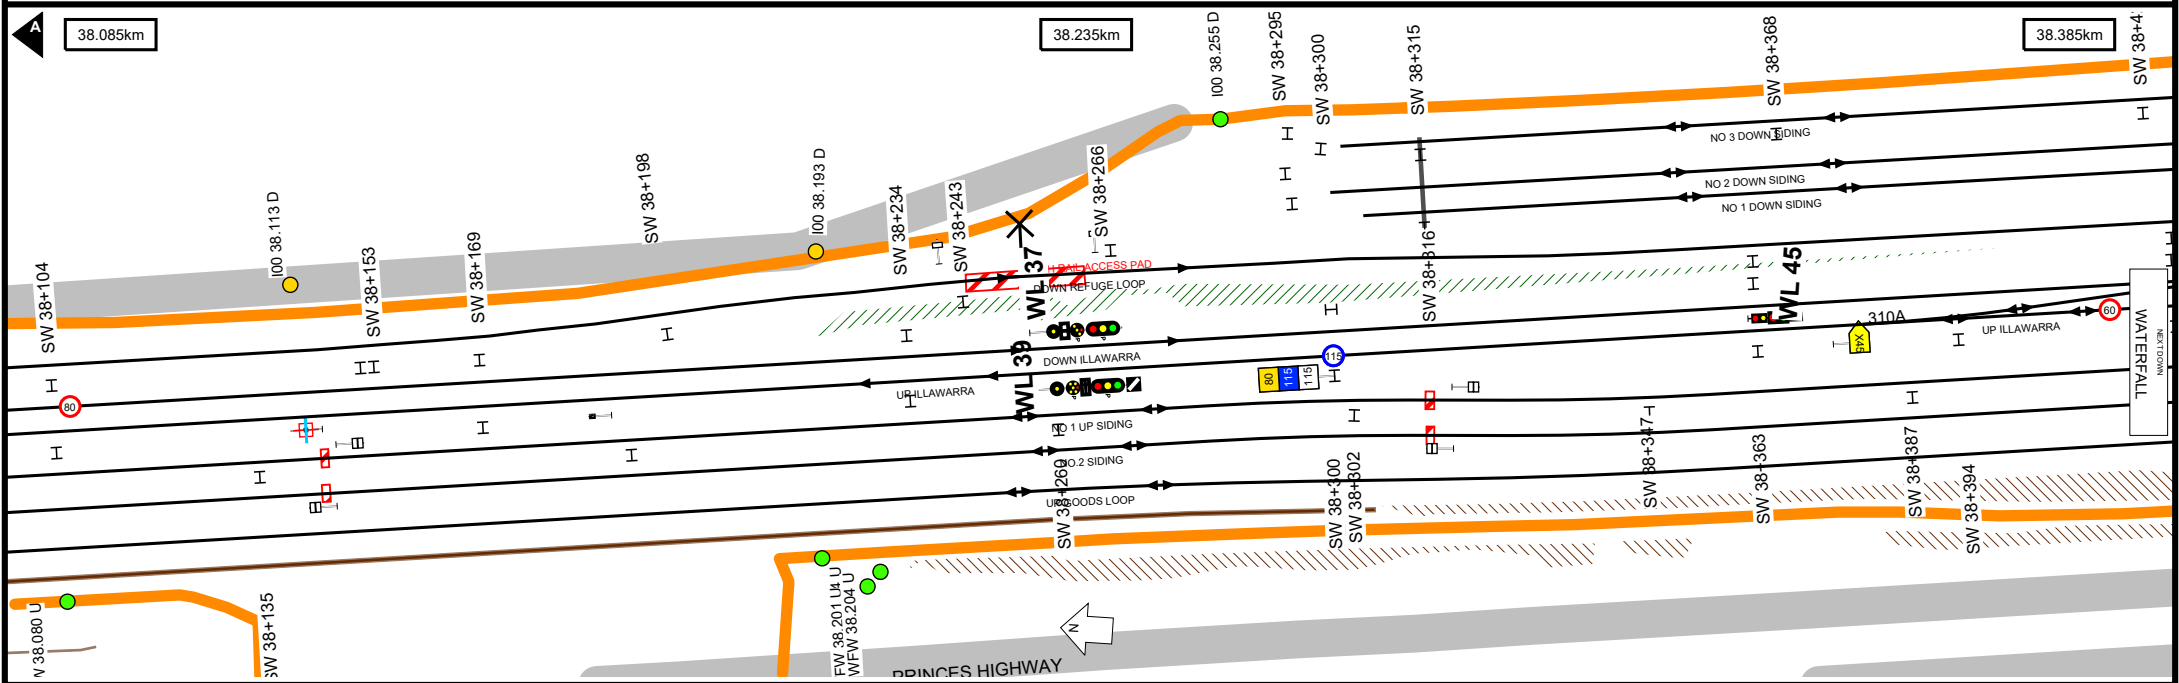 A
38.085km
38.235km
38.385km
I00 38.255 D
SW 38+295
SW 38+300
SW 38+315
SW 38+368
I00 38.113 D
SW 38+198
I00 38.193 D
SW 38+234
SW 38+243
SW 38+266
SW 38+104
SW 38+153
SW 38+169
NO 3 DOWN SIDING
NO 2 DOWN SIDING
NO 1 DOWN SIDING
WL 37
RAIL ACCESS PAD
DOWN REFUGE LOOP
SW 38+316
WL 45
310A
X45
60
UP ILLAWARRA
WATERFALL
NEXT DOWN
80
WL 39
DOWN ILLAWARRA
UP ILLAWARRA
115
80
115
115
NO 1 UP SIDING
NO.2 SIDING
UP GOODS LOOP
SW 38+260
SW 38+300
SW 38+302
SW 38+347
SW 38+363
SW 38+387
SW 38+394
38.080 U
SW 38+135
FW 38.201 U4 U
WFW 38.204 U
N
PRINCES HIGHWAY